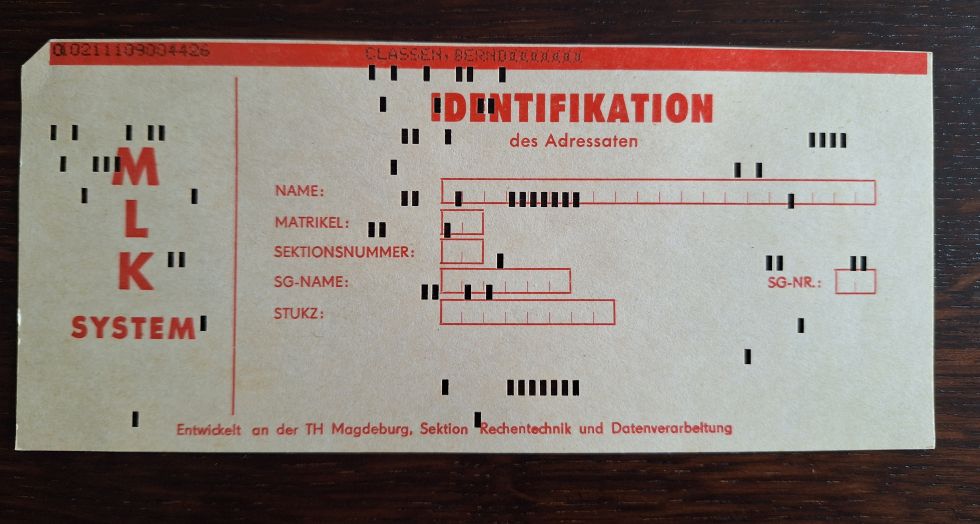 010211109004426 CLASSEN,BERND
IDENTIFIKATION
des Adressaten
M
L
K
SYSTEM
NAME:
MATRIKEL:
SEKTIONSNUMMER:
SG-NAME:
SG-NR.:
STUKZ:
Entwickelt an der TH Magdeburg, Sektion Rechentechnik und Datenverarbeitung